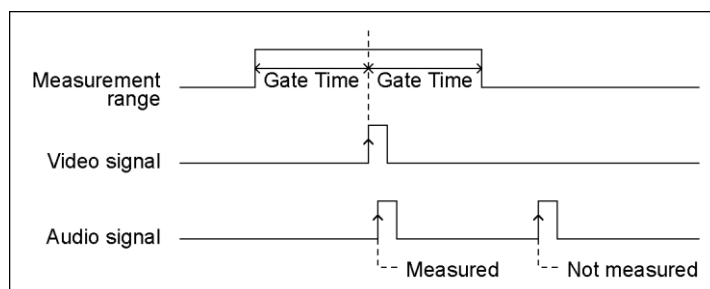 Measurement
range
Gate Time Gate Time
Video signal
Audio signal
Measured Not measured